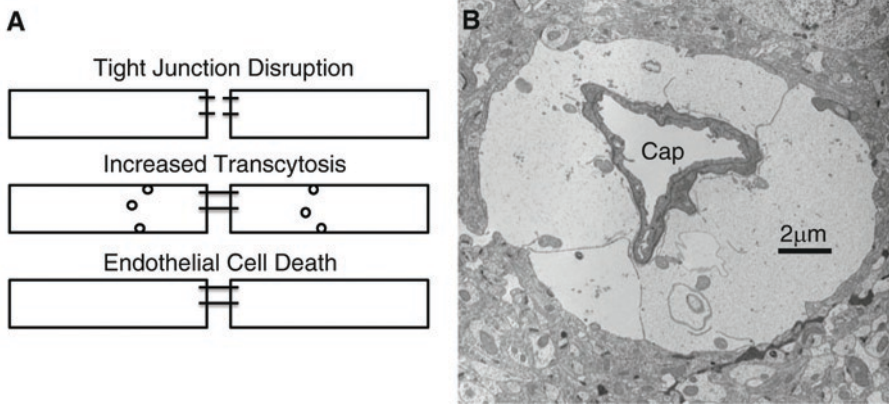 A
Tight Junction Disruption
Increased Transcytosis
Endothelial Cell Death
B
Cap
2μm